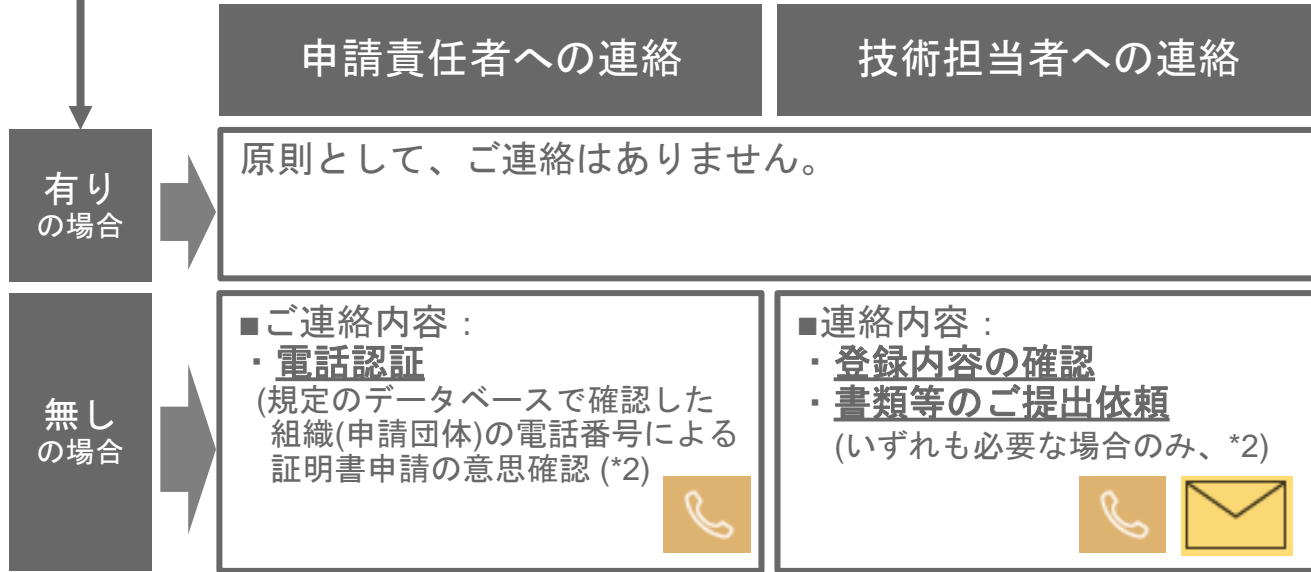 申請責任者への連絡
技術担当者への連絡
有り
の場合
原則として、ご連絡はありません。
無し
の場合
■ご連絡内容：
・電話認証
(規定のデータベースで確認した
組織(申請団体)の電話番号による
証明書申請の意思確認 (*2)
■連絡内容：
・登録内容の確認
・書類等のご提出依頼
(いずれも必要な場合のみ、*2)